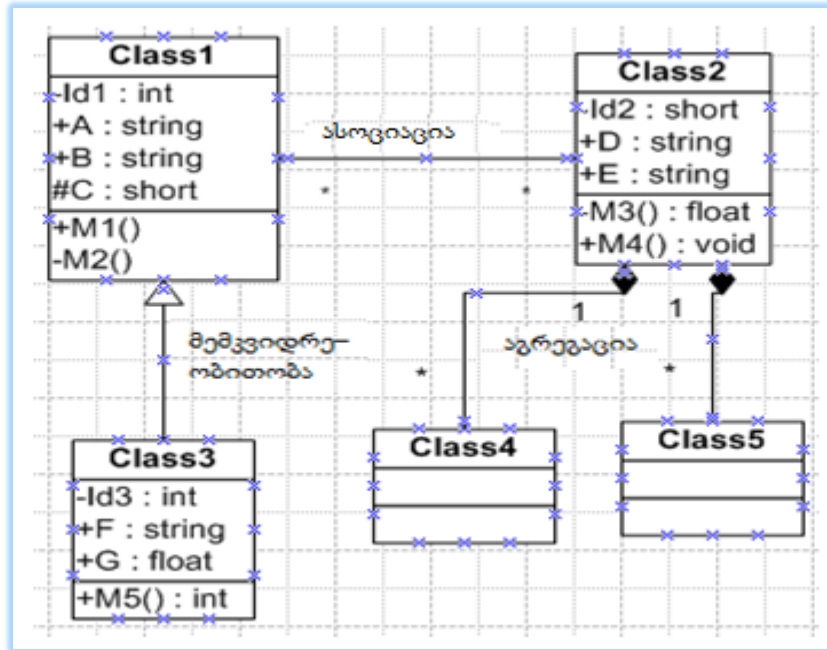 Class1
-Id1 : int
+A : string
+B : string
#C : short
+M1()
-M2()
ასოციაცია
*
*
Class2
-Id2 : short
+D : string
+E : string
-M3() : float
+M4() : void
1
1
აგრეგაცია
*
*
მემკვიდრე–
ობითობა
Class3
-Id3 : int
+F : string
+G : float
+M5() : int
Class4
Class5